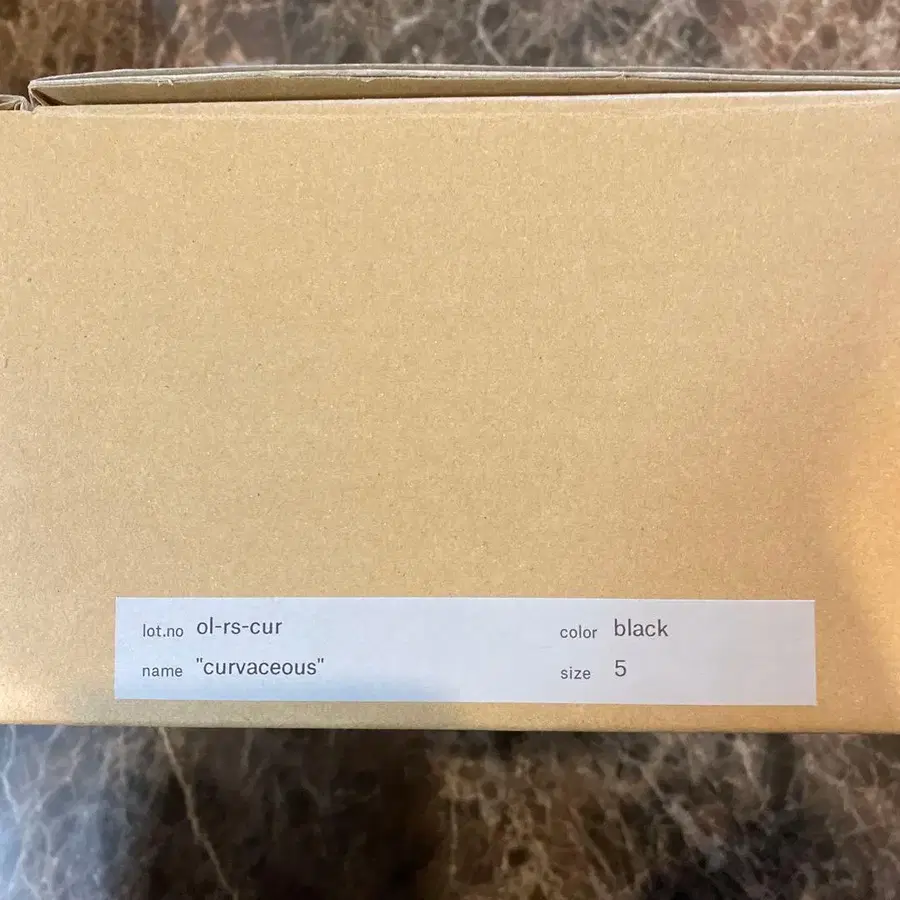 lot.no ol-rs-cur color black
name "curvaceous" size 5